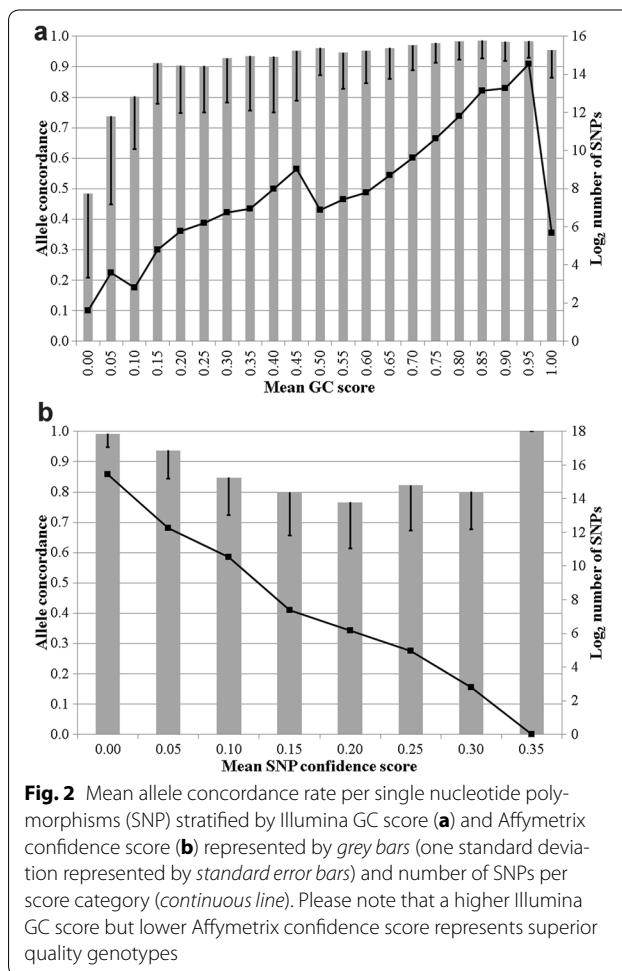 a
1.0
0.9
0.8
0.7
0.6
0.5
0.4
0.3
0.2
0.1
0.0
Allele concordance
16
14
12
10
8
6
4
2
0
Log2 number of SNPs
0.00 0.05 0.10 0.15 0.20 0.25 0.30 0.35 0.40 0.45 0.50 0.55 0.60 0.65 0.70 0.75 0.80 0.85 0.90 0.95 1.00
Mean GC score
b
1.0
0.9
0.8
0.7
0.6
0.5
0.4
0.3
0.2
0.1
0.0
Allele concordance
18
16
14
12
10
8
6
4
2
0
Log2 number of SNPs
0.00 0.05 0.10 0.15 0.20 0.25 0.30 0.35
Mean SNP confidence score
Fig. 2 Mean allele concordance rate per single nucleotide poly-
morphisms (SNP) stratified by Illumina GC score (a) and Affymetrix
confidence score (b) represented by grey bars (one standard devia-
tion represented by standard error bars) and number of SNPs per
score category (continuous line). Please note that a higher Illumina
GC score but lower Affymetrix confidence score represents superior
quality genotypes